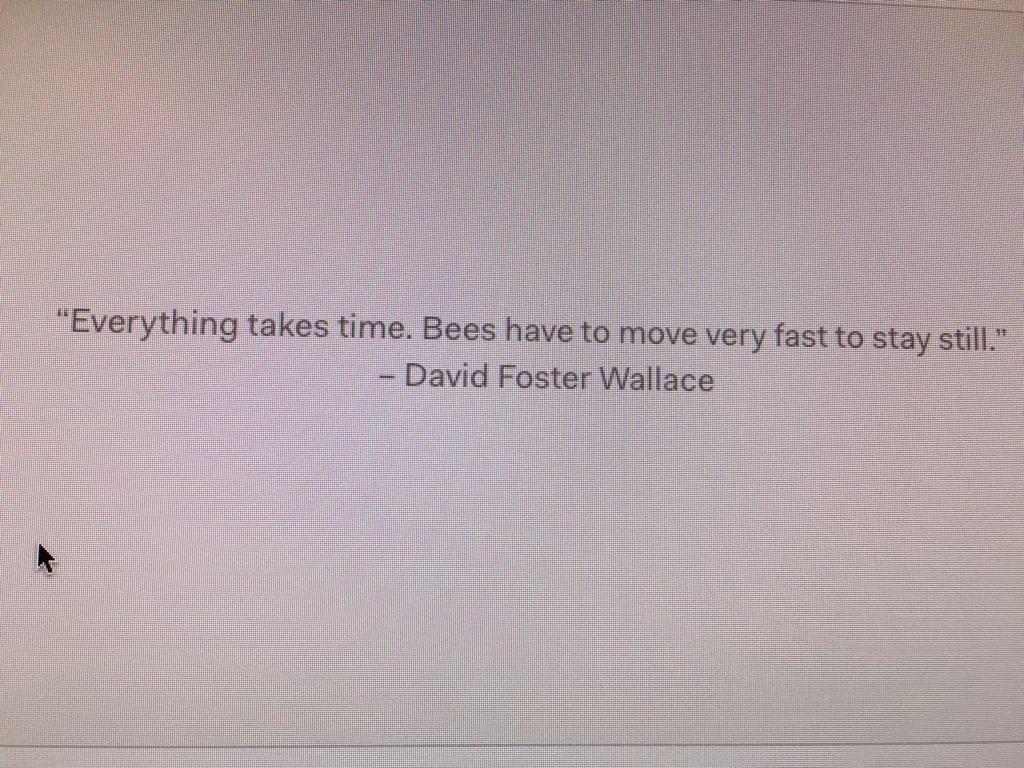 “Everything takes time. Bees have to move very fast to stay still.”
– David Foster Wallace